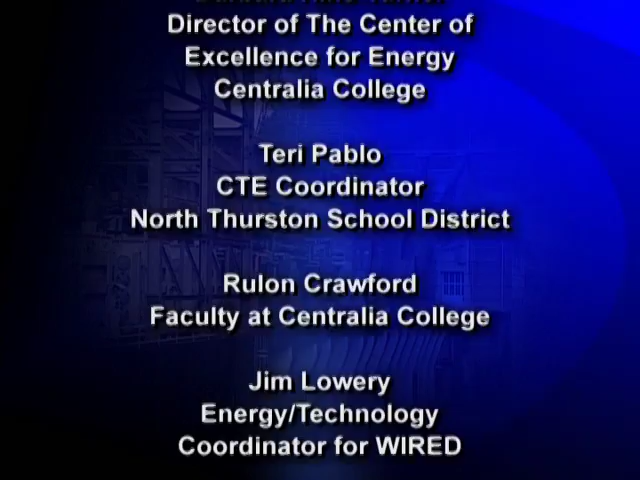 Director of The Center of
Excellence for Energy
Centralia College
Teri Pablo
CTE Coordinator
North Thurston School District
Rulon Crawford
Faculty at Centralia College
Jim Lowery
Energy/Technology
Coordinator for WIRED